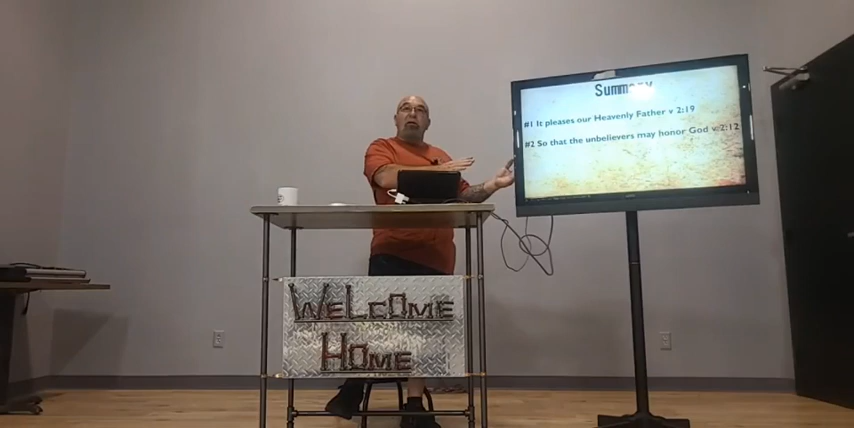 Summary
#1 It pleases our Heavenly Father v 2:19
#2 So that the unbelievers may honor God v. 2:12
WeLcOme
HOme